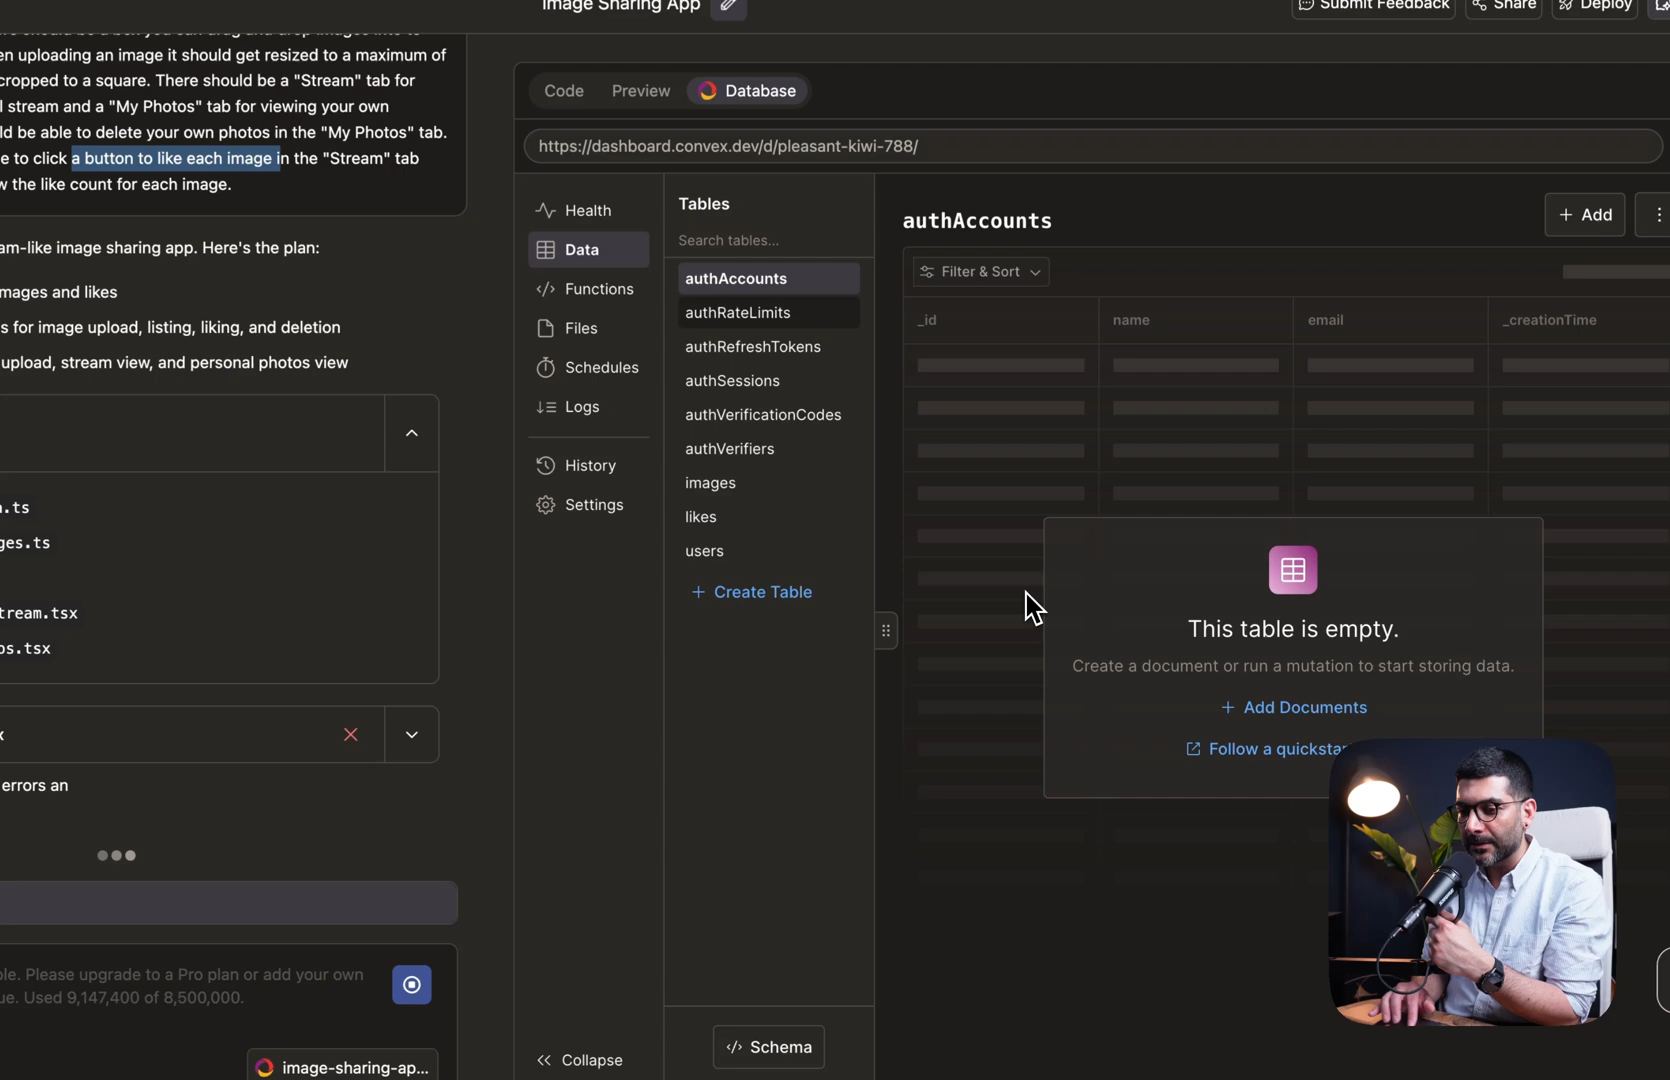 Image Sharing App
Submit Feedback
Share
Deploy
en uploading an image it should get resized to a maximum of
cropped to a square. There should be a "Stream" tab for
l stream and a "My Photos" tab for viewing your own
ld be able to delete your own photos in the "My Photos" tab.
e to click a button to like each image in the "Stream" tab
w the like count for each image.
am-like image sharing app. Here's the plan:
mages and likes
s for image upload, listing, liking, and deletion
upload, stream view, and personal photos view
.ts
ges.ts
tream.tsx
os.tsx
x
errors an
ple. Please upgrade to a Pro plan or add your own
ue. Used 9,147,400 of 8,500,000.
image-sharing-ap...
Code
Preview
Database
https://dashboard.convex.dev/d/pleasant-kiwi-788/
Health
Data
Functions
Files
Schedules
Logs
History
Settings
Collapse
Tables
Search tables...
authAccounts
authRateLimits
authRefreshTokens
authSessions
authVerificationCodes
authVerifiers
images
likes
users
+ Create Table
Schema
authAccounts
+ Add
Filter & Sort
_id
name
email
_creationTime
This table is empty.
Create a document or run a mutation to start storing data.
+ Add Documents
Follow a quickstar